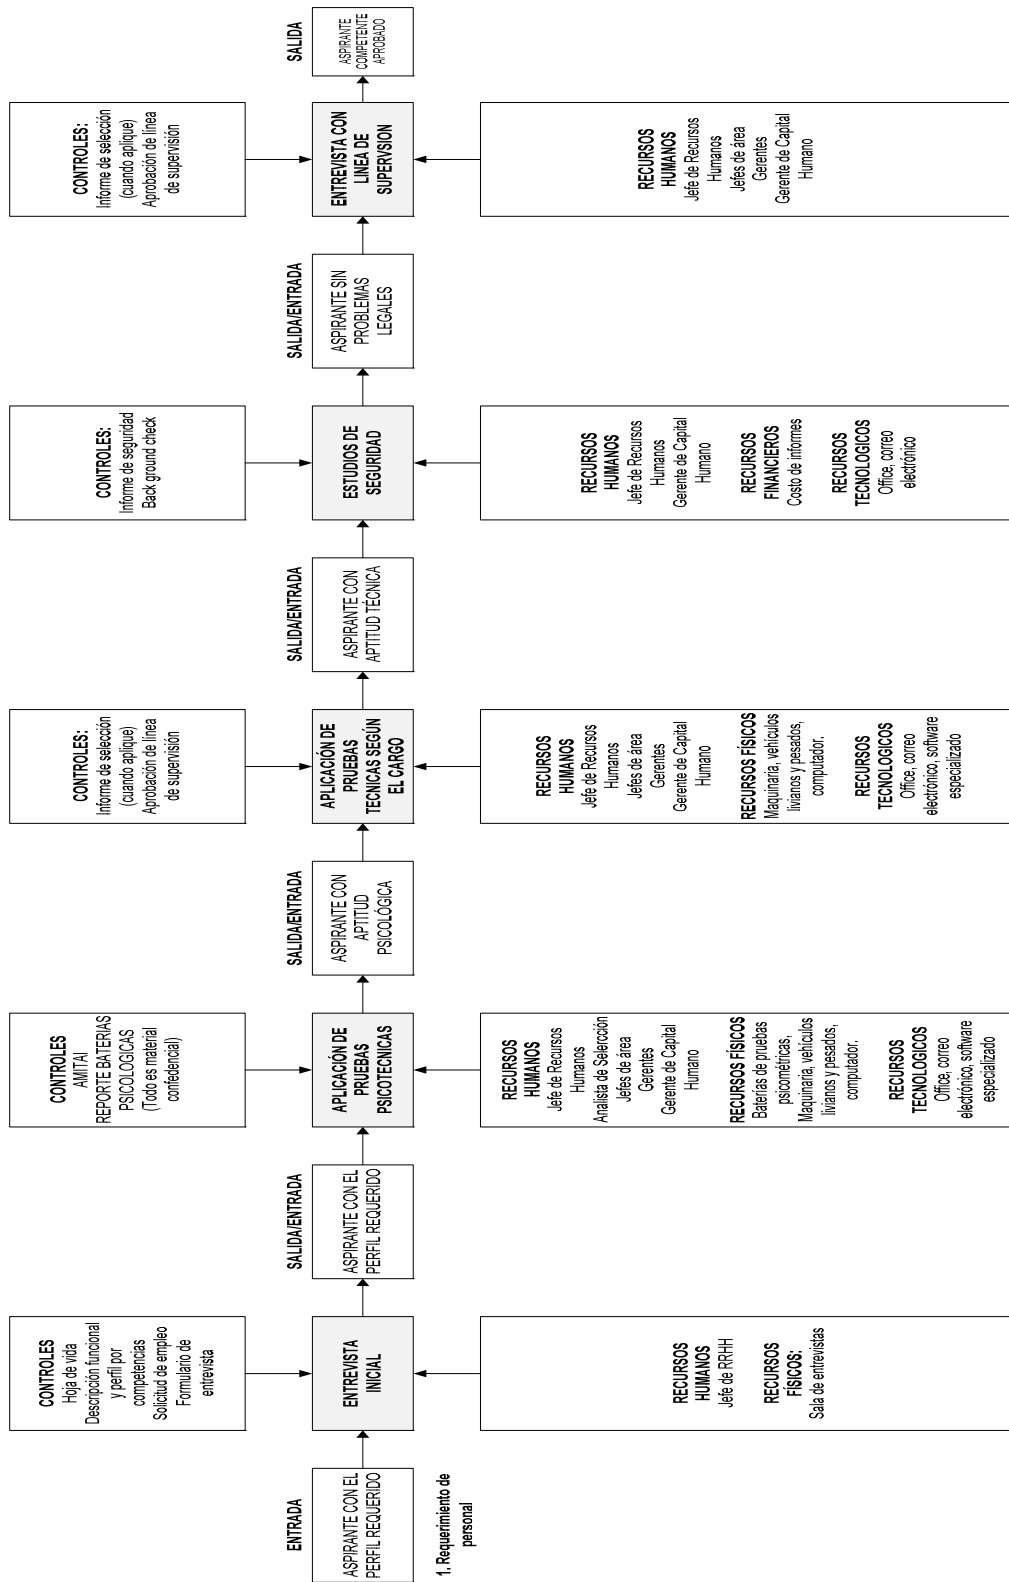 ENTRADA
ASPIRANTE CON EL
PERFIL REQUERIDO
1. Requerimiento de
personal
CONTROLES
Hoja de vida
Descripción funcional
y perfil por
competencias
Solicitud de empleo
Formulario de
entrevista
ENTREVISTA
INICIAL
RECURSOS
HUMANOS
Jefe de RRHH
RECURSOS
FÍSICOS:
Sala de entrevistas
SALIDA/ENTRADA
ASPIRANTE CON EL
PERFIL REQUERIDO
CONTROLES
AMITAI
REPORTE BATERIAS
PSICOLOGICAS
(Todo es material
confedencial)
APLICACIÓN DE
PRUEBAS
PSICOTECNICAS
RECURSOS
HUMANOS
Jefe de Recursos
Humanos
Analista de Selercción
Jefes de área
Gerentes
Gerente de Capital
Humano
RECURSOS FÍSICOS
Baterías de pruebas
psicométricas,
Maquinaria, vehículos
livianos y pesados,
computador.
RECURSOS
TECNOLOGICOS
Office, correo
electrónico, software
especializado
SALIDA/ENTRADA
ASPIRANTE CON
APTITUD
PSICOLÓGICA
CONTROLES:
Informe de selección
(cuando aplique)
Aprobación de línea
de supervisión
APLICACIÓN DE
PRUEBAS
TECNICAS SEGÚN
EL CARGO
RECURSOS
HUMANOS
Jefe de Recursos
Humanos
Jefes de área
Gerentes
Gerente de Capital
Humano
RECURSOS FÍSICOS
Maquinaria, vehículos
livianos y pesados,
computador.
RECURSOS
TECNOLOGICOS
Office, correo
electrónico, software
especializado
SALIDA/ENTRADA
ASPIRANTE CON
APTITUD TÉCNICA
CONTROLES:
Informe de seguridad
Back ground check
ESTUDIOS DE
SEGURIDAD
RECURSOS
HUMANOS
Jefe de Recursos
Humanos
Gerente de Capital
Humano
RECURSOS
FINANCIEROS
Costo de informes
RECURSOS
TECNOLOGICOS
Office, correo
electrónico
SALIDA/ENTRADA
ASPIRANTE SIN
PROBLEMAS
LEGALES
CONTROLES:
Informe de selección
(cuando aplique)
Aprobación de línea
de supervisión
ENTREVISTA CON
LINEA DE
SUPERVSION
RECURSOS
HUMANOS
Jefe de Recursos
Humanos
Jefes de área
Gerentes
Gerente de Capital
Humano
SALIDA
ASPIRANTE
COMPETENTE
APROBADO